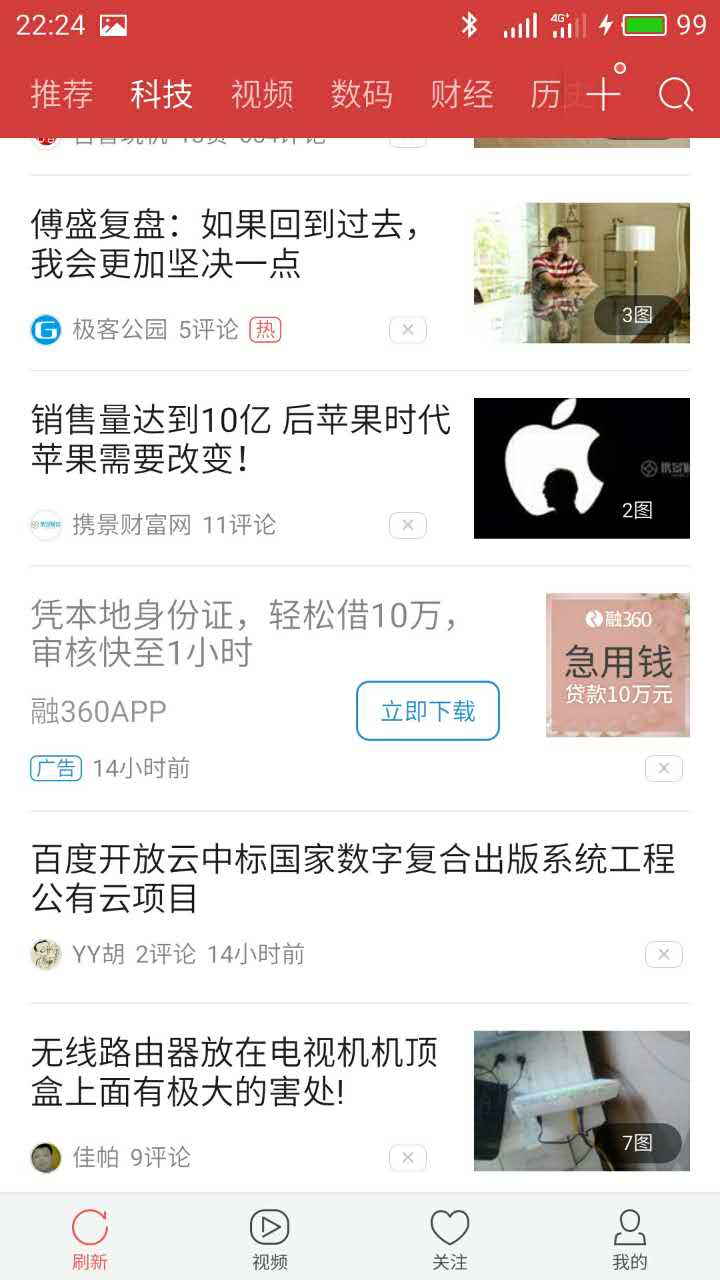 22:24
4G+
99
推荐 科技 视频 数码 财经 历史
傅盛复盘：如果回到过去，
我会更加坚决一点
3图
极客公园 5评论 热
销售量达到10亿 后苹果时代
苹果需要改变！
2图
携景财富网 11评论
凭本地身份证，轻松借10万，
审核快至1小时
融360
急用钱
贷款10万元
融360APP
立即下载
广告 14小时前
百度开放云中标国家数字复合出版系统工程
公有云项目
YY胡 2评论 14小时前
无线路由器放在电视机机顶
盒上面有极大的害处!
7图
佳帕 9评论
刷新 视频 关注 我的